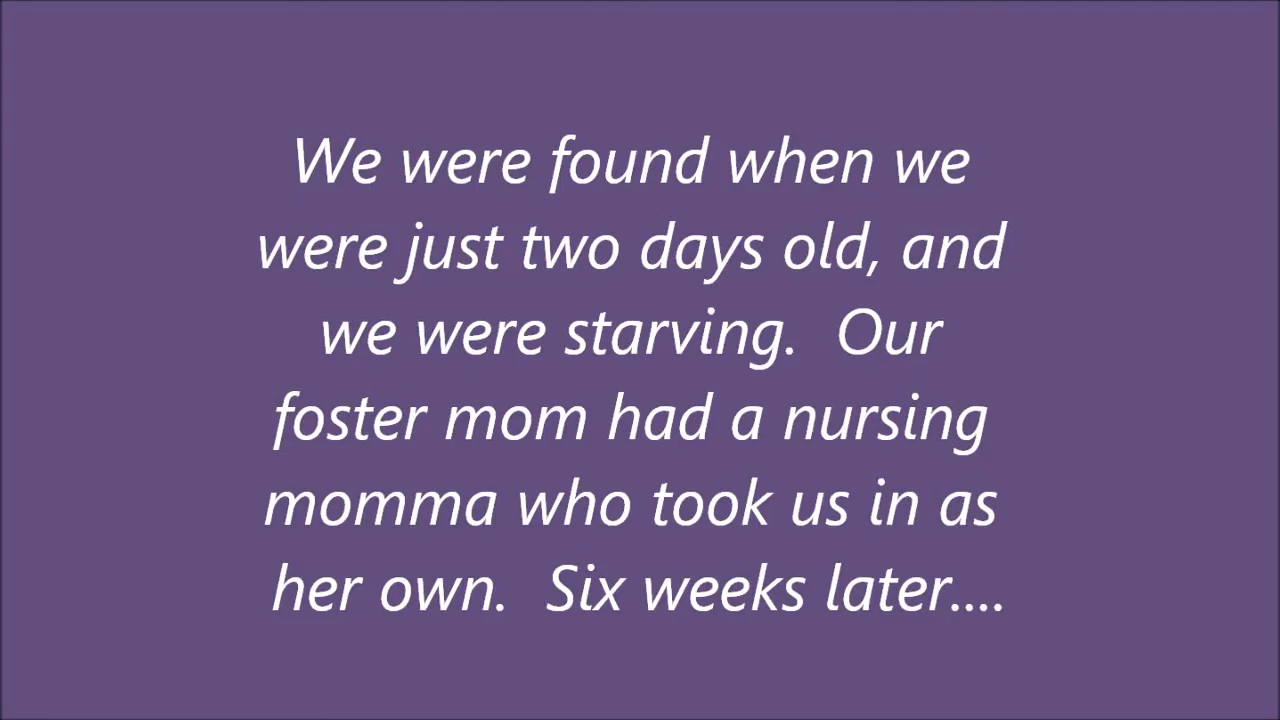 We were found when we
were just two days old, and
we were starving.  Our
foster mom had a nursing
momma who took us in as
her own.  Six weeks later....